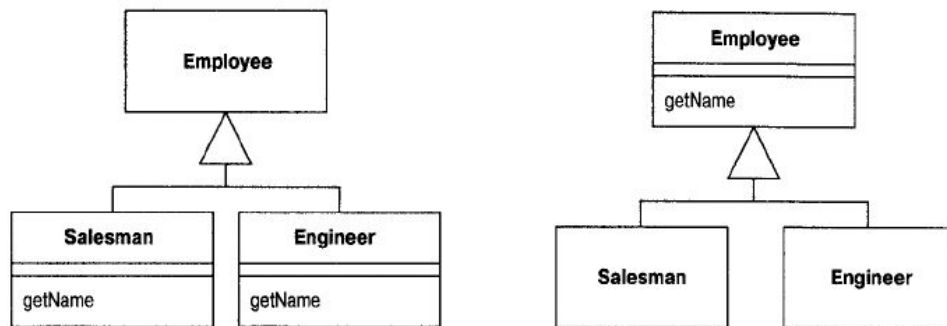 Employee
Salesman
getName
Engineer
getName
Employee
getName
Salesman
Engineer